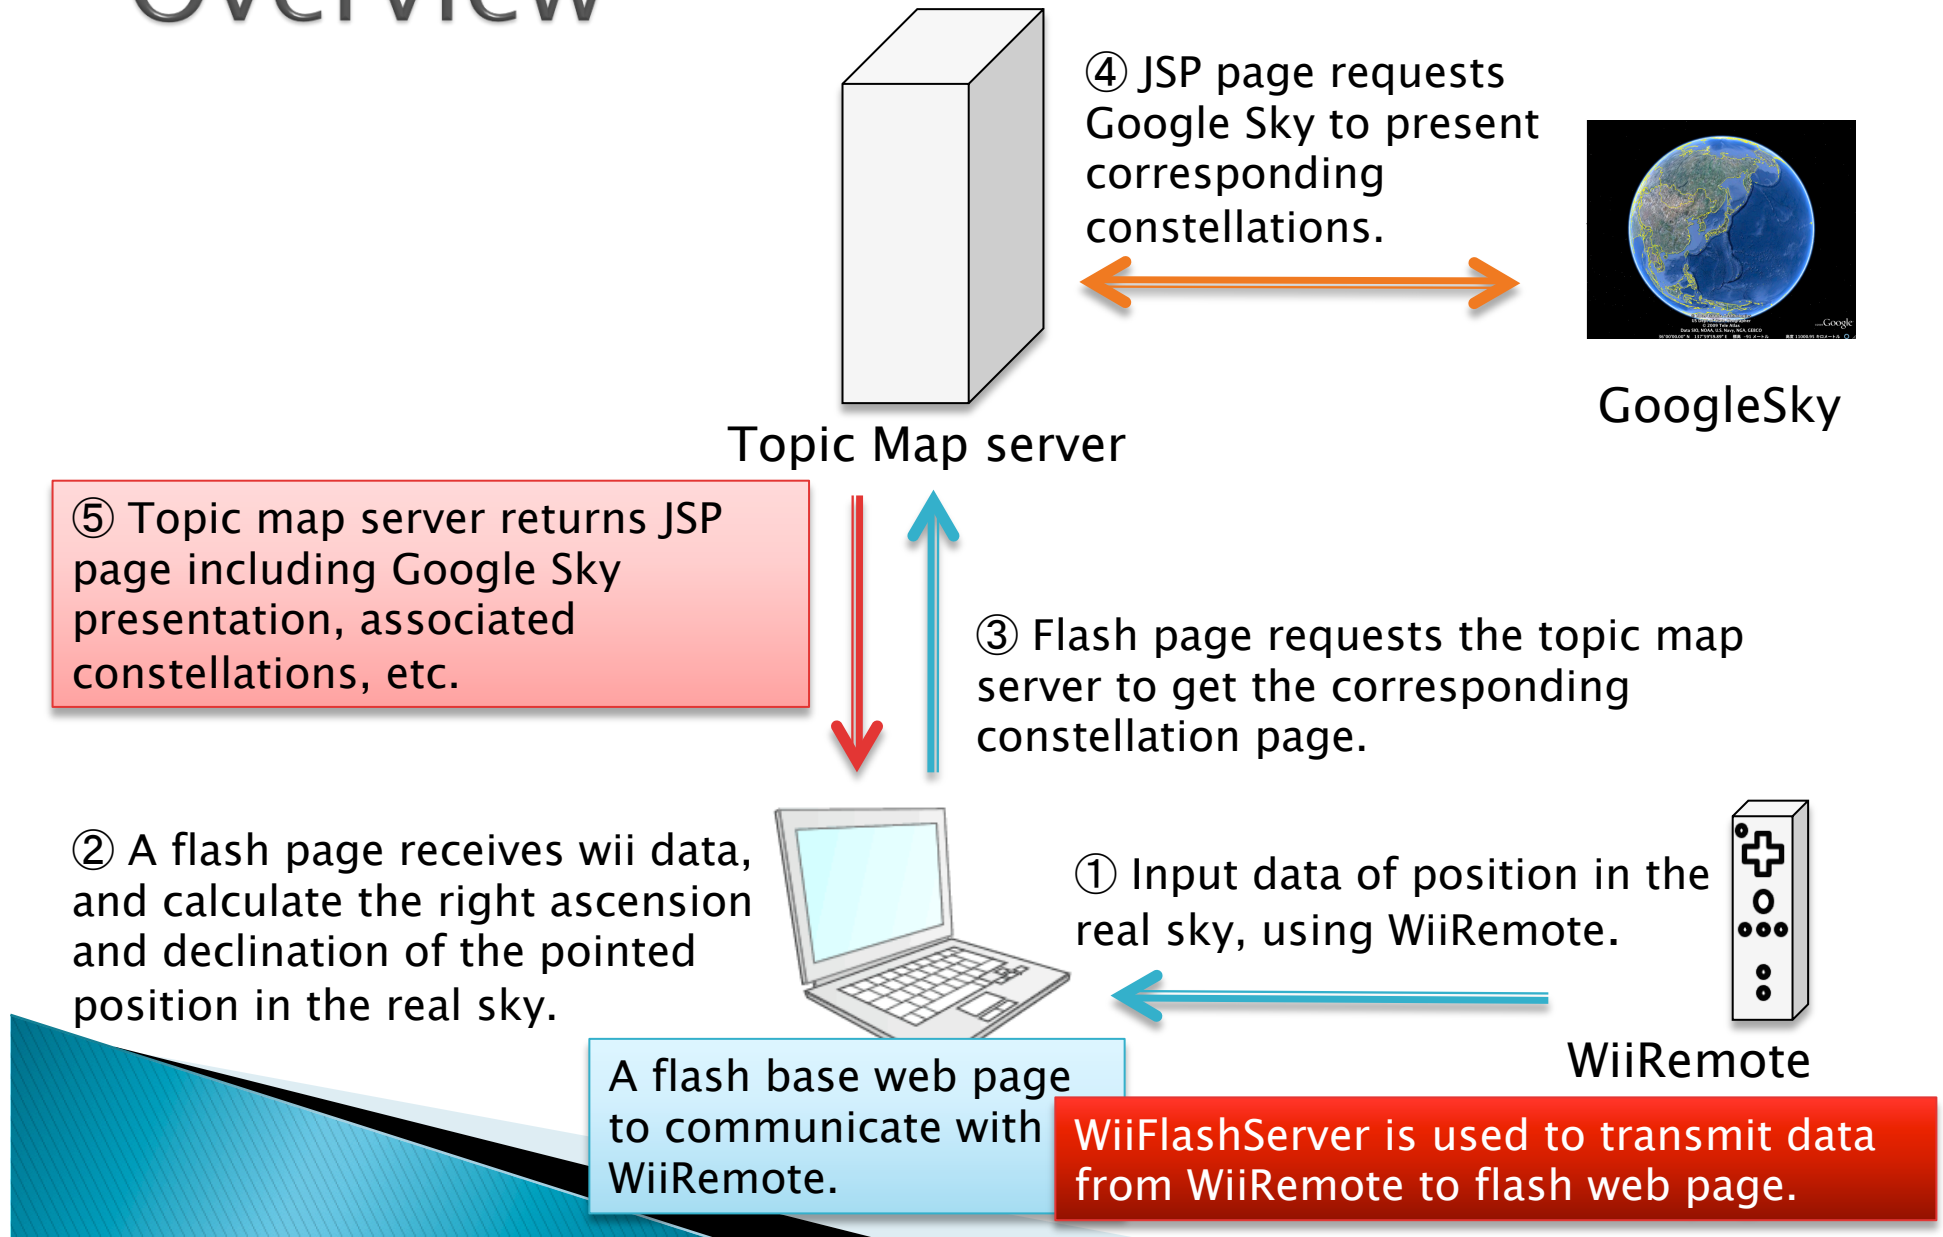 Overview
④ JSP page requests
Google Sky to present
corresponding
constellations.
Google
GoogleSky
Topic Map server
⑤ Topic map server returns JSP
page including Google Sky
presentation, associated
constellations, etc.
③ Flash page requests the topic map
server to get the corresponding
constellation page.
② A flash page receives wii data,
and calculate the right ascension
and declination of the pointed
position in the real sky.
① Input data of position in the
real sky, using WiiRemote.
WiiRemote
A flash base web page
to communicate with
WiiRemote.
WiiFlashServer is used to transmit data
from WiiRemote to flash web page.